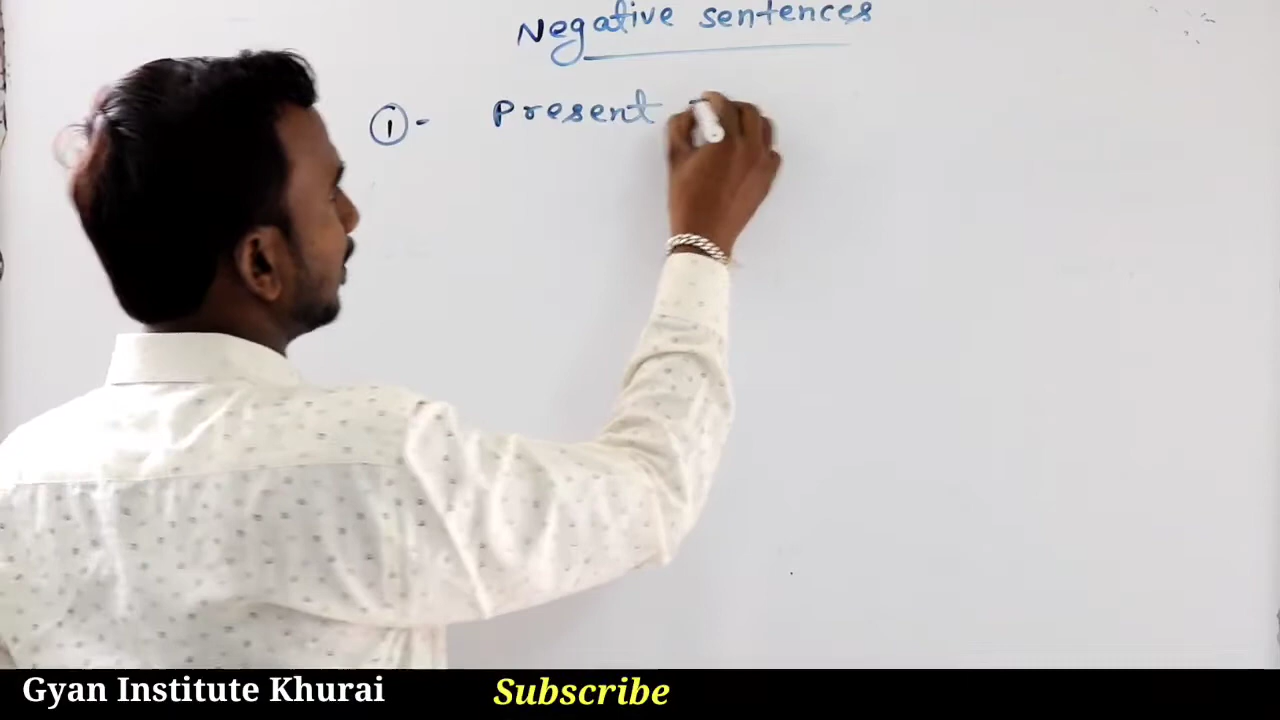 Negative sentences
① - Present
Gyan Institute Khurai Subscribe